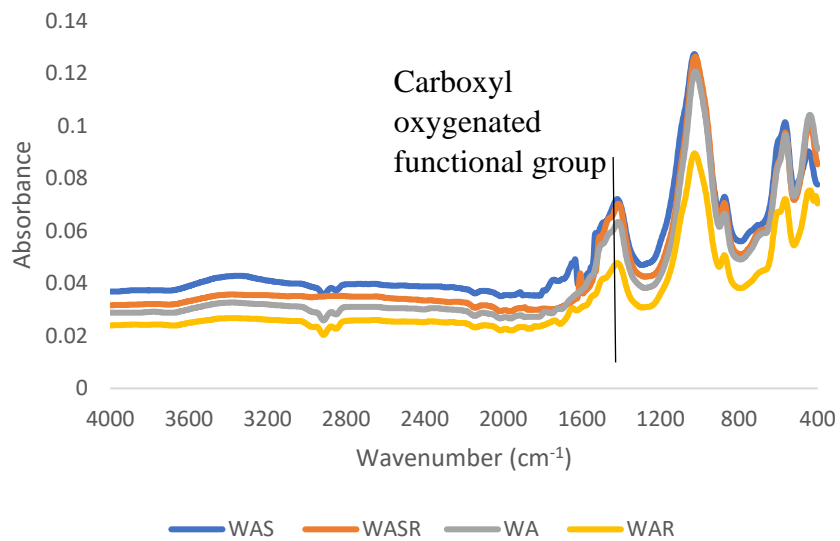 0.14
0.12
0.1
0.08
0.06
0.04
0.02
0
Absorbance
Carboxyl
oxygenated
functional group
4000 3600 3200 2800 2400 2000 1600 1200 800 400
Wavenumber (cm⁻¹)
WAS WASR WA WAR